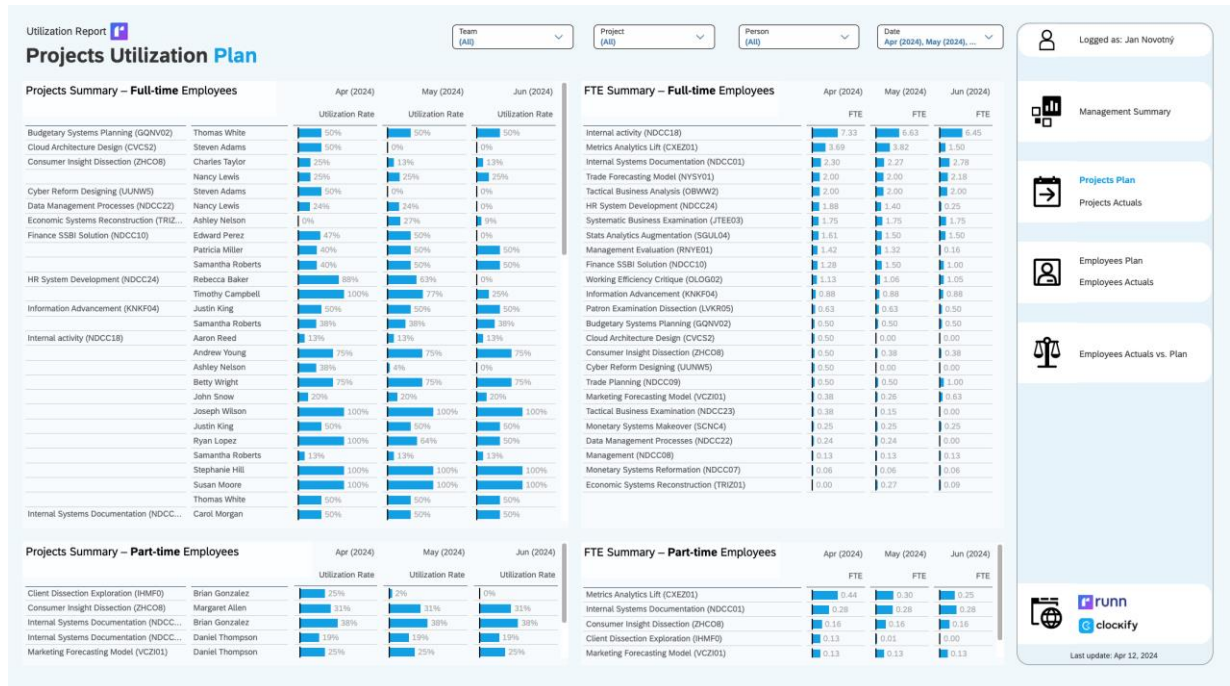 Utilization Report
Projects Utilization Plan
Team
(All)
Project
(All)
Person
(All)
Date
Apr (2024), May (2024), ...
Projects Summary – Full-time Employees Apr (2024) May (2024) Jun (2024)
Utilization Rate Utilization Rate Utilization Rate
Budgetary Systems Planning (GQNV02) Thomas White 50% 50% 50%
Cloud Architecture Design (CVCS2) Steven Adams 50% 0% 0%
Consumer Insight Dissection (ZHCOB) Charles Taylor 25% 13% 13%
Nancy Lewis 25% 25% 25%
Cyber Reform Designing (UUNW5) Steven Adams 50% 0% 0%
Data Management Processes (NDCC22) Nancy Lewis 24% 24% 0%
Economic Systems Reconstruction (TRIZ... Ashley Nelson 0% 27% 9%
Finance SSBI Solution (NDCC10) Edward Perez 47% 50% 0%
Patricia Miller 40% 50% 50%
Samantha Roberts 40% 50% 50%
HR System Development (NDCC24) Rebecca Baker 88% 63% 0%
Timothy Campbell 100% 77% 25%
Information Advancement (KNKF04) Justin King 50% 50% 50%
Samantha Roberts 38% 38% 38%
Internal activity (NDCC18) Aaron Reed 13% 13% 13%
Andrew Young 75% 75% 75%
Ashley Nelson 38% 4% 0%
Betty Wright 75% 75% 75%
John Snow 20% 20% 20%
Joseph Wilson 100% 100% 100%
Justin King 50% 50% 50%
Ryan Lopez 100% 64% 50%
Samantha Roberts 13% 13% 13%
Stephanie Hill 100% 100% 100%
Susan Moore 100% 100% 100%
Thomas White 50% 50% 50%
Internal Systems Documentation (NDCC... Carol Morgan 50% 50% 50%
FTE Summary – Full-time Employees Apr (2024) May (2024) Jun (2024)
FTE FTE FTE
Internal activity (NDCC18) 7.33 6.63 6.45
Metrics Analytics Lift (CXEZ01) 3.69 3.82 1.50
Internal Systems Documentation (NDCC01) 2.30 2.27 2.78
Trade Forecasting Model (NYSY01) 2.00 2.00 2.18
Tactical Business Analysis (OBWW2) 2.00 2.00 2.00
HR System Development (NDCC24) 1.88 1.40 0.25
Systematic Business Examination (JTEE03) 1.75 1.75 1.75
Stats Analytics Augmentation (SGUL04) 1.61 1.50 1.50
Management Evaluation (RNYE01) 1.42 1.32 0.16
Finance SSBI Solution (NDCC10) 1.28 1.50 1.00
Working Efficiency Critique (OLOG02) 1.13 1.06 1.05
Information Advancement (KNKF04) 0.88 0.88 0.88
Patron Examination Dissection (LVKR05) 0.63 0.63 0.50
Budgetary Systems Planning (GQNV02) 0.50 0.50 0.50
Cloud Architecture Design (CVCS2) 0.50 0.00 0.00
Consumer Insight Dissection (ZHCOB) 0.50 0.38 0.38
Cyber Reform Designing (UUNW5) 0.50 0.00 0.00
Trade Planning (NDCC09) 0.50 0.50 1.00
Marketing Forecasting Model (VCZI01) 0.38 0.26 0.63
Tactical Business Examination (NDCC23) 0.38 0.15 0.00
Monetary Systems Makeover (SCNC4) 0.25 0.25 0.25
Data Management Processes (NDCC22) 0.24 0.24 0.00
Management (NDCC08) 0.13 0.13 0.13
Monetary Systems Reformation (NDCC07) 0.06 0.06 0.06
Economic Systems Reconstruction (TRIZ01) 0.00 0.27 0.09
Projects Summary – Part-time Employees Apr (2024) May (2024) Jun (2024)
Utilization Rate Utilization Rate Utilization Rate
Client Dissection Exploration (IHMF0) Brian Gonzalez 25% 2% 0%
Consumer Insight Dissection (ZHCOB) Margaret Allen 31% 31% 31%
Internal Systems Documentation (NDCC... Brian Gonzalez 38% 38% 38%
Internal Systems Documentation (NDCC... Daniel Thompson 19% 19% 19%
Marketing Forecasting Model (VCZI01) Daniel Thompson 25% 25% 25%
FTE Summary – Part-time Employees Apr (2024) May (2024) Jun (2024)
FTE FTE FTE
Metrics Analytics Lift (CXEZ01) 0.44 0.30 0.25
Internal Systems Documentation (NDCC01) 0.28 0.28 0.28
Consumer Insight Dissection (ZHCOB) 0.16 0.16 0.16
Client Dissection Exploration (IHMF0) 0.13 0.01 0.00
Marketing Forecasting Model (VCZI01) 0.13 0.13 0.13
Logged as: Jan Novotný
Management Summary
Projects Plan
Projects Actuals
Employees Plan
Employees Actuals
Employees Actuals vs. Plan
runn
clockify
Last update: Apr 12, 2024